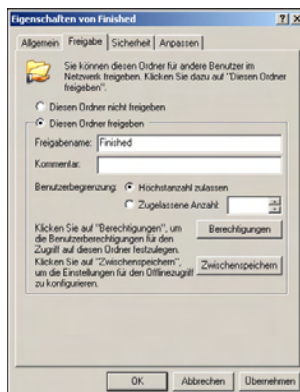 Eigenschaften von Finished
Allgemein Freigabe Sicherheit Anpassen
Sie können diesen Ordner für andere Benutzer im
Netzwerk freigeben. Klicken Sie dazu auf "Diesen Ordner
freigeben".
Diesen Ordner nicht freigeben
Diesen Ordner freigeben
Freigabename: Finished
Kommentar:
Benutzerbegrenzung: Höchstanzahl zulassen
Zugelassene Anzahl:
Klicken Sie auf "Berechtigungen", um
die Benutzerberechtigungen für den
Zugriff auf diesen Ordner festzulegen.
Berechtigungen
Klicken Sie auf "Zwischenspeichern",
um die Einstellungen für den Offlinezugriff
zu konfigurieren.
Zwischenspeichern
OK Abbrechen Übernehmen